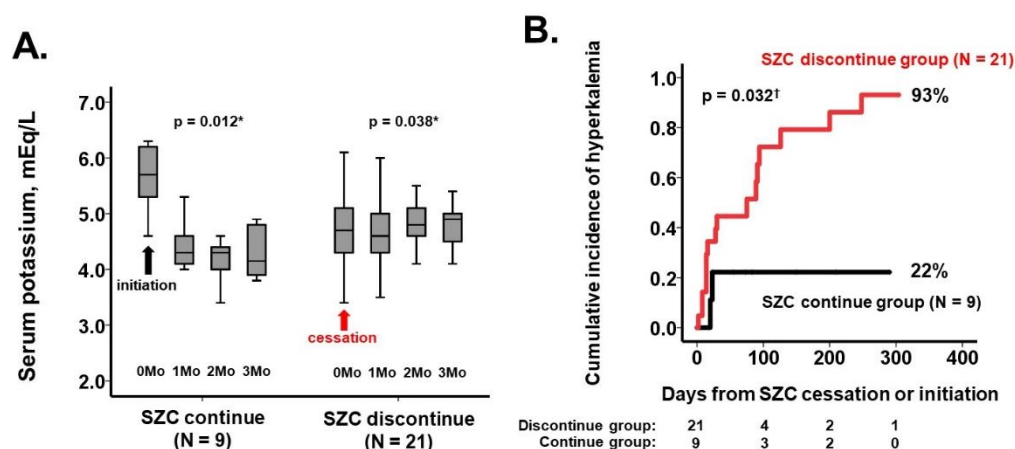 A.
Serum potassium, mEq/L
7.0
6.0
5.0
4.0
3.0
2.0
p = 0.012*
p = 0.038*
initiation
cessation
0Mo 1Mo 2Mo 3Mo
0Mo 1Mo 2Mo 3Mo
SZC continue
(N = 9)
SZC discontinue
(N = 21)
B.
SZC discontinue group (N = 21)
Cumulative incidence of hyperkalemia
1.0
0.8
0.6
0.4
0.2
0.0
p = 0.032†
93%
22%
SZC continue group (N = 9)
0 100 200 300 400
Days from SZC cessation or initiation
Discontinue group: 21 4 2 1
Continue group: 9 3 2 0